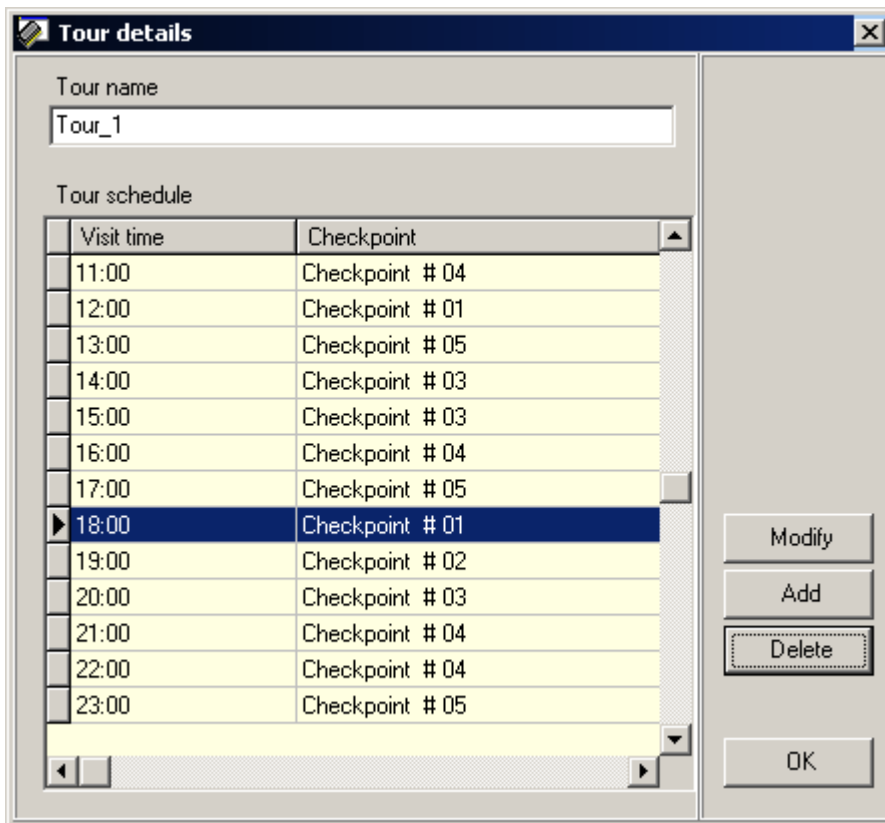 Tour details
Tour name
Tour_1
Tour schedule
Visit time Checkpoint
11:00 Checkpoint # 04
12:00 Checkpoint # 01
13:00 Checkpoint # 05
14:00 Checkpoint # 03
15:00 Checkpoint # 03
16:00 Checkpoint # 04
17:00 Checkpoint # 05
18:00 Checkpoint # 01
19:00 Checkpoint # 02
20:00 Checkpoint # 03
21:00 Checkpoint # 04
22:00 Checkpoint # 04
23:00 Checkpoint # 05
Modify
Add
Delete
OK